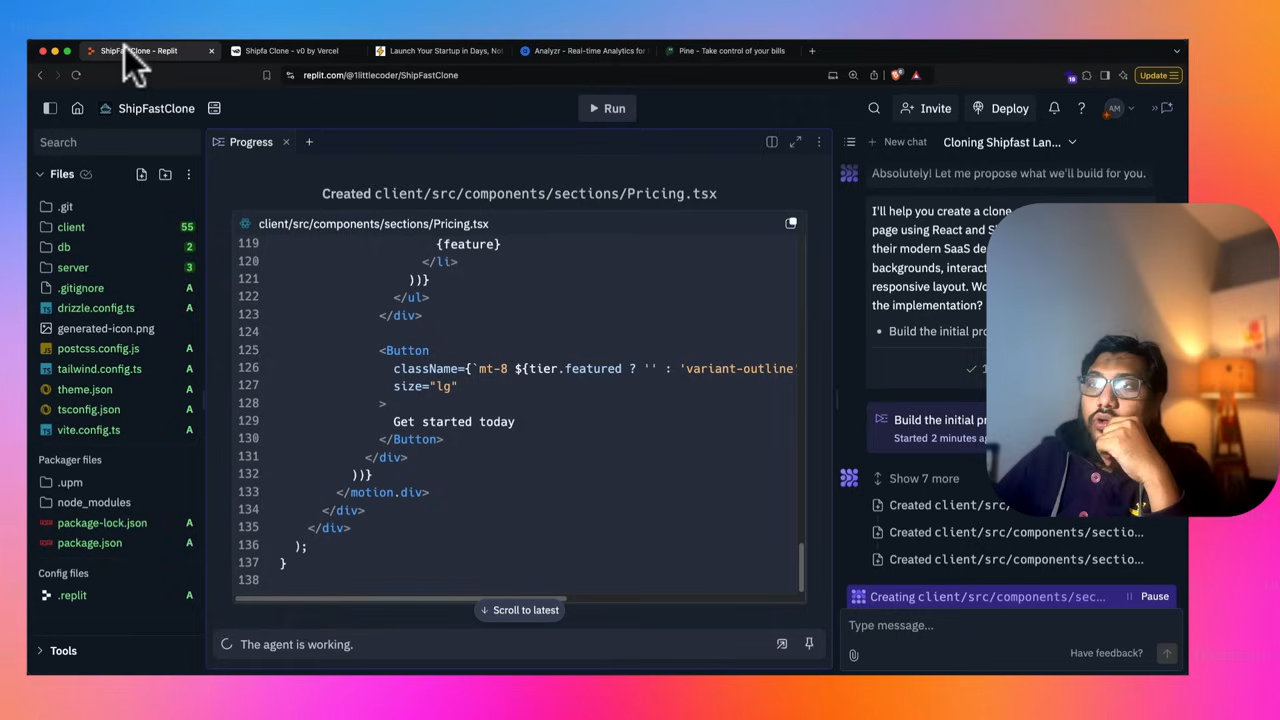 ShipFastClone - Replit
Shipfa Clone - v0 by Vercel
Launch Your Startup in Days, No
Analyzr - Real-time Analytics for
Pine - Take control of your bills
replit.com/@1littlecoder/ShipFastClone
18
Update
ShipFastClone
Run
Invite
Deploy
AM
Search
Progress
New chat
Cloning Shipfast Lan...
Files
.git
client 55
db 2
server 3
.gitignore A
drizzle.config.ts A
generated-icon.png
postcss.config.js A
tailwind.config.ts A
theme.json A
tsconfig.json A
vite.config.ts A
Packager files
.upm
node_modules
package-lock.json A
package.json A
Config files
.replit A
Tools
Created client/src/components/sections/Pricing.tsx
client/src/components/sections/Pricing.tsx
119 {feature}
120 </li>
121 ))}
122 </ul>
123 </div>
124
125 <Button
126 className={`mt-8 ${tier.featured ? '' : 'variant-outline'
127 size="lg"
128 >
129 Get started today
130 </Button>
131 </div>
132 ))}
133 </motion.div>
134 </div>
135 </div>
136 );
137 }
138
Scroll to latest
The agent is working.
Absolutely! Let me propose what we'll build for you.
I'll help you create a clone
page using React and
their modern SaaS de
backgrounds, interact
responsive layout. Wo
the implementation?
Build the initial pro
Build the initial p
Started 2 minutes ag
Show 7 more
Created client/sr
Created client/src/components/sectio...
Created client/src/components/sectio...
Creating client/src/components/sec...
Pause
Type message...
Have feedback?